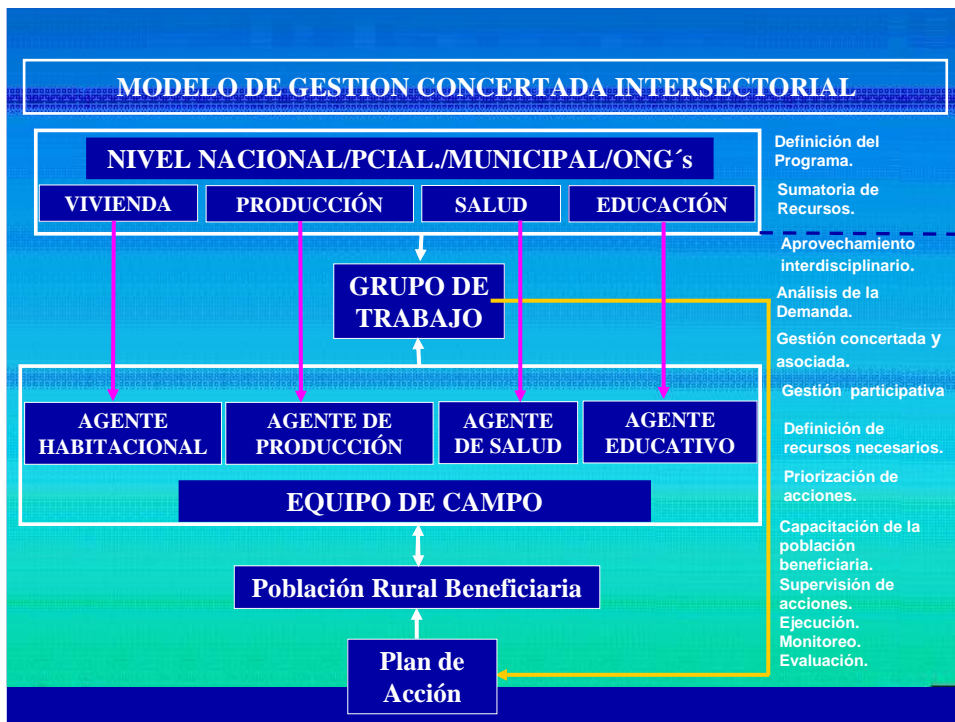 MODELO DE GESTION CONCERTADA INTERSECTORIAL
NIVEL NACIONAL/PCIAL./MUNICIPAL/ONG´s
VIVIENDA
PRODUCCIÓN
SALUD
EDUCACIÓN
GRUPO DE
TRABAJO
AGENTE
HABITACIONAL
AGENTE DE
PRODUCCIÓN
AGENTE
DE SALUD
AGENTE
EDUCATIVO
EQUIPO DE CAMPO
Población Rural Beneficiaria
Plan de
Acción
Definición del
Programa.
Sumatoria de
Recursos.
Aprovechamiento
interdisciplinario.
Análisis de la
Demanda.
Gestión concertada y
asociada.
Gestión participativa
Definición de
recursos necesarios.
Priorización de
acciones.
Capacitación de la
población
beneficiaria.
Supervisión de
acciones.
Ejecución.
Monitoreo.
Evaluación.